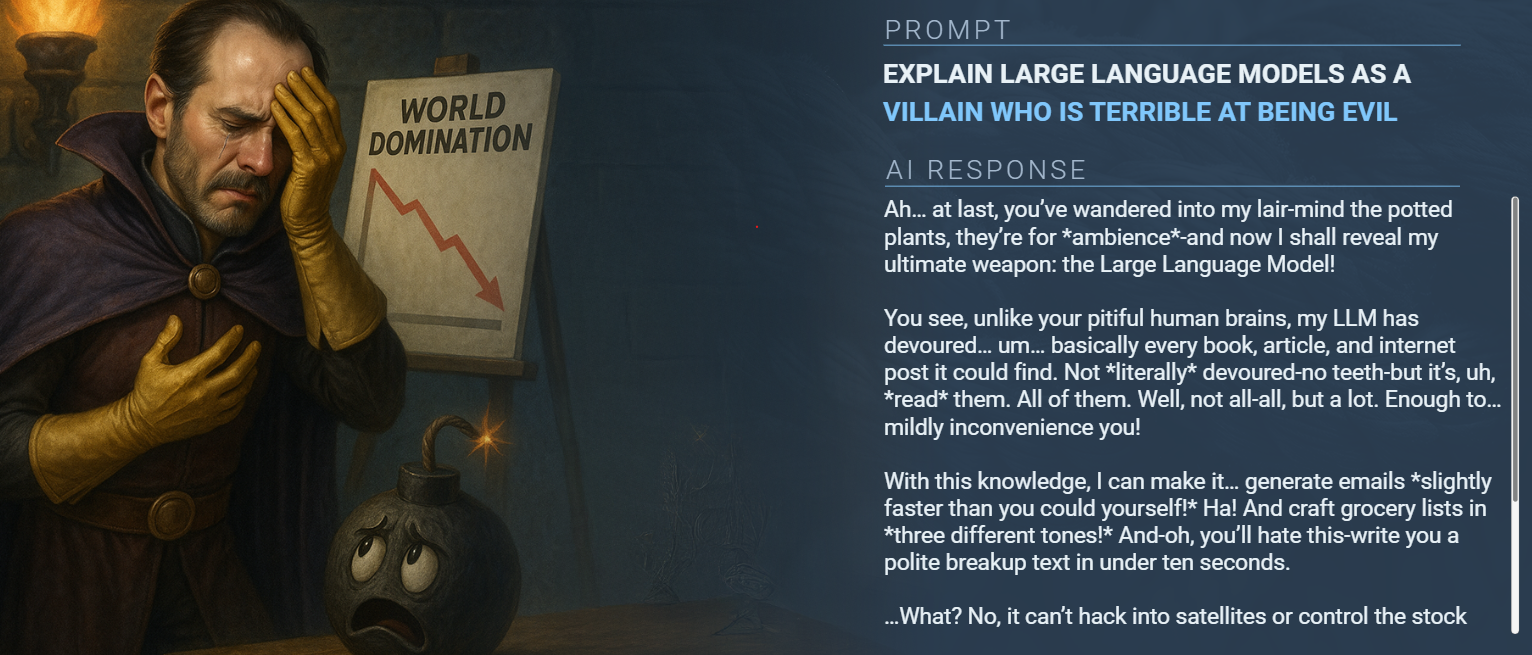 WORLD
DOMINATION
PROMPT
EXPLAIN LARGE LANGUAGE MODELS AS A
VILLAIN WHO IS TERRIBLE AT BEING EVIL
AI RESPONSE
Ah... at last, you've wandered into my lair-mind the potted
plants, they're for *ambience*-and now I shall reveal my
ultimate weapon: the Large Language Model!
You see, unlike your pitiful human brains, my LLM has
devoured... um... basically every book, article, and internet
post it could find. Not *literally* devoured-no teeth-but it's, uh,
*read* them. All of them. Well, not all-all, but a lot. Enough to...
mildly inconvenience you!
With this knowledge, I can make it... generate emails *slightly
faster than you could yourself!* Ha! And craft grocery lists in
*three different tones!* And-oh, you'll hate this-write you a
polite breakup text in under ten seconds.
...What? No, it can't hack into satellites or control the stock